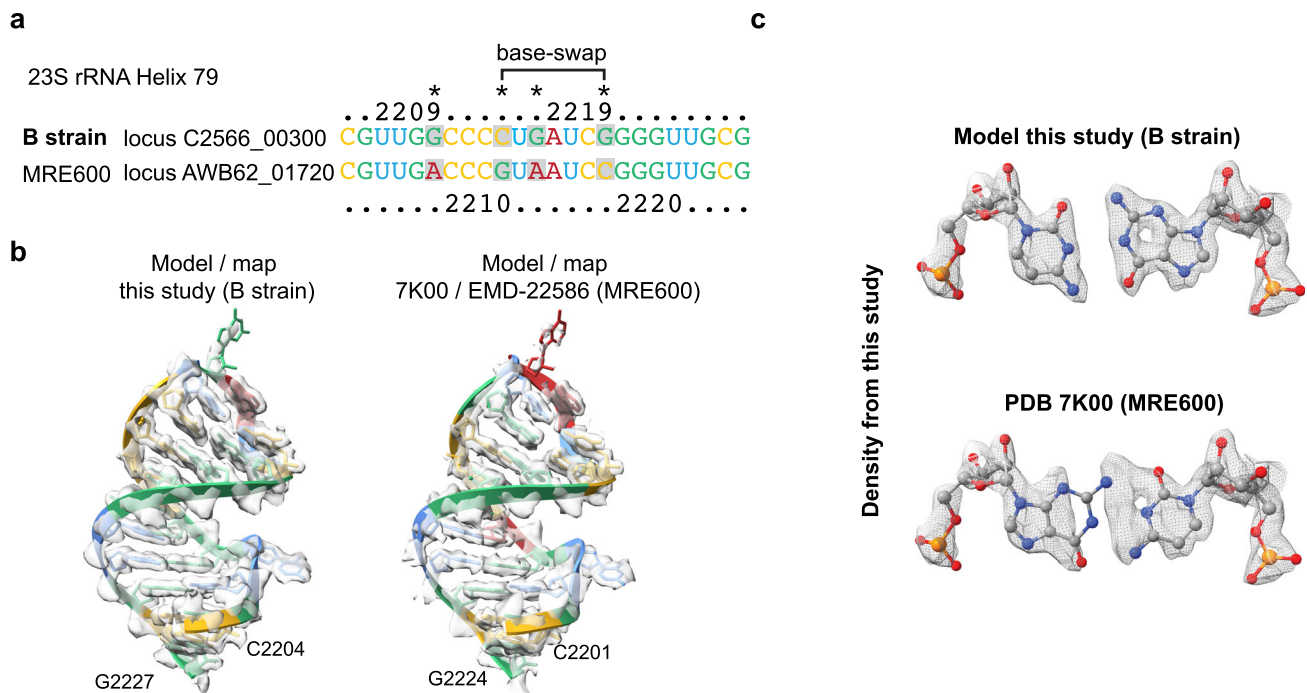 a
base-swap
23S rRNA Helix 79
* * * *
..2209......2219........
B strain locus C2566_00300 CGUUGGCCCCUGAUCGGGGUUGCG
MRE600 locus AWB62_01720 CGUUGACCCGUAAUCCGGGUUGCG
......2210......2220....
b
Model / map
this study (B strain)
Model / map
7K00 / EMD-22586 (MRE600)
C2204
G2227
C2201
G2224
c
Model this study (B strain)
Density from this study
PDB 7K00 (MRE600)